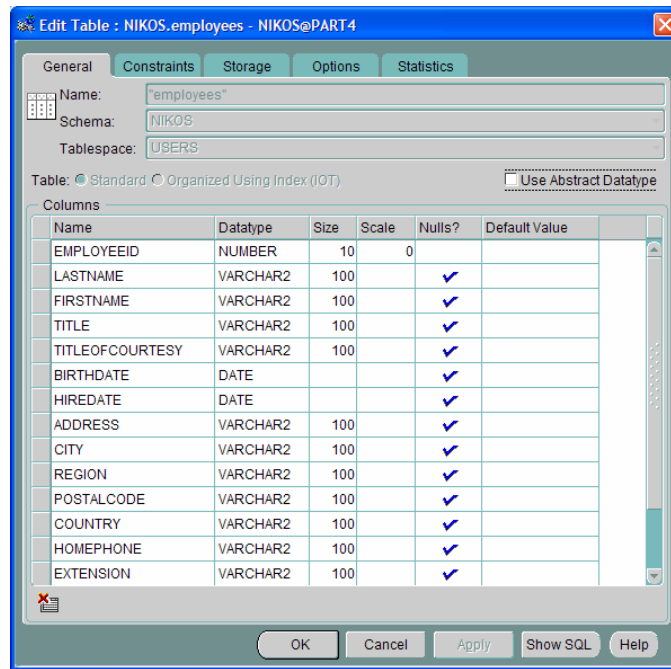 Edit Table : NIKOS.employees - NIKOS@PART4
General Constraints Storage Options Statistics
Name: "employees"
Schema: NIKOS
Tablespace: USERS
Table: Standard Organized Using Index (IOT) Use Abstract Datatype
Columns
Name Datatype Size Scale Nulls? Default Value
EMPLOYEEID NUMBER 10 0
LASTNAME VARCHAR2 100
FIRSTNAME VARCHAR2 100
TITLE VARCHAR2 100
TITLEOFCOURTESY VARCHAR2 100
BIRTHDATE DATE
HIREDATE DATE
ADDRESS VARCHAR2 100
CITY VARCHAR2 100
REGION VARCHAR2 100
POSTALCODE VARCHAR2 100
COUNTRY VARCHAR2 100
HOMEPHONE VARCHAR2 100
EXTENSION VARCHAR2 100
OK Cancel Apply Show SQL Help